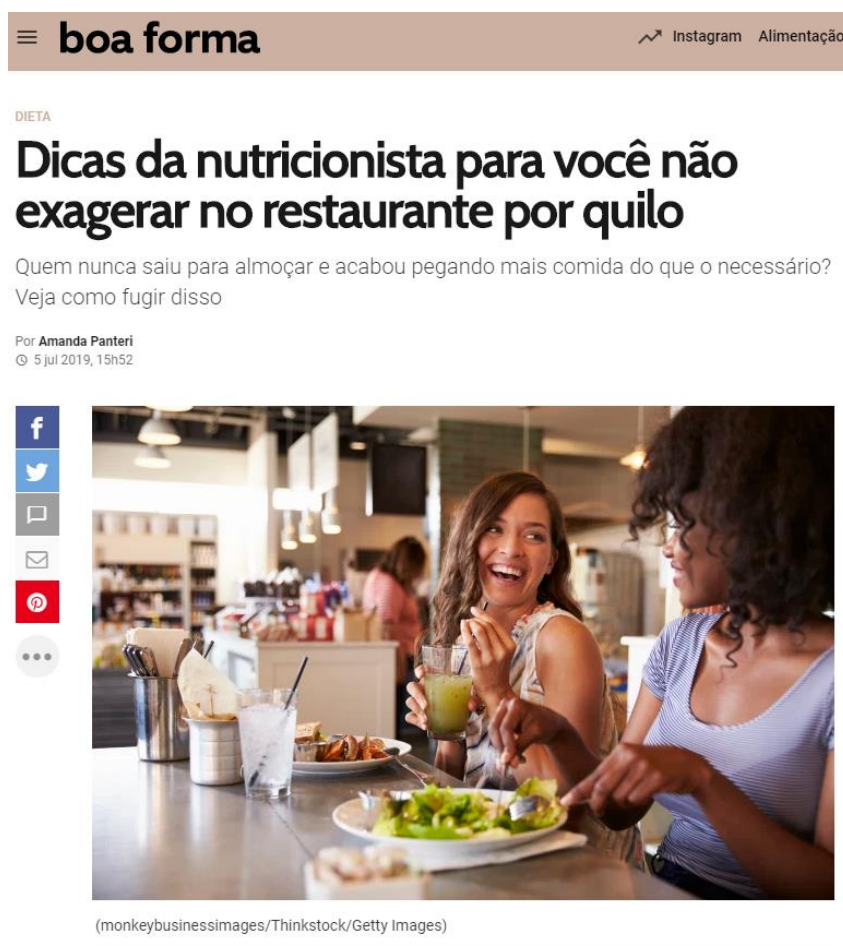 boa forma
Instagram Alimentação
DIETA
Dicas da nutricionista para você não
exagerar no restaurante por quilo
Quem nunca saiu para almoçar e acabou pegando mais comida do que o necessário?
Veja como fugir disso
Por Amanda Panteri
5 jul 2019, 15h52
(monkeybusinessimages/Thinkstock/Getty Images)